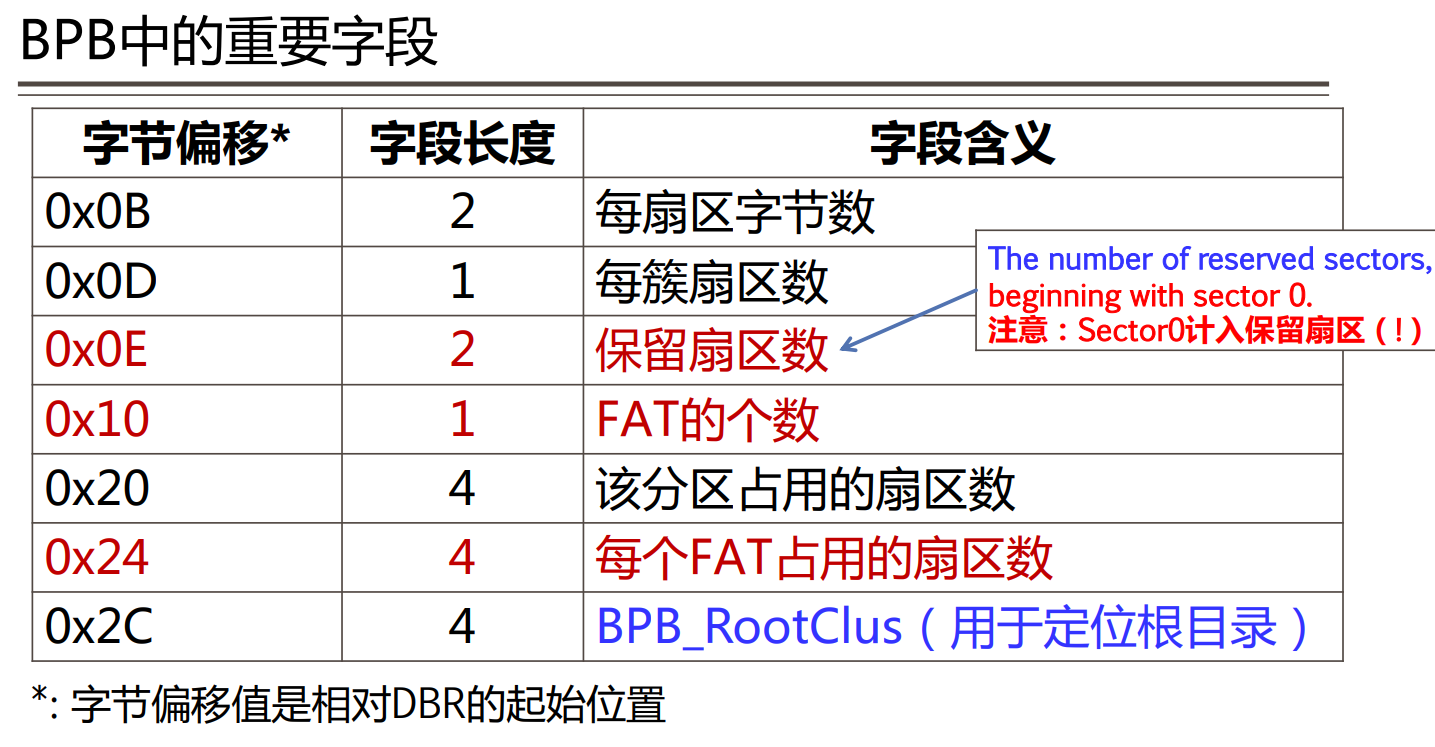 BPB中的重要字段
字节偏移* 字段长度 字段含义
0x0B 2 每扇区字节数
0x0D 1 每簇扇区数
0x0E 2 保留扇区数
The number of reserved sectors,
beginning with sector 0.
注意：Sector0计入保留扇区（!）
0x10 1 FAT的个数
0x20 4 该分区占用的扇区数
0x24 4 每个FAT占用的扇区数
0x2C 4 BPB_RootClus（用于定位根目录）
*: 字节偏移值是相对DBR的起始位置